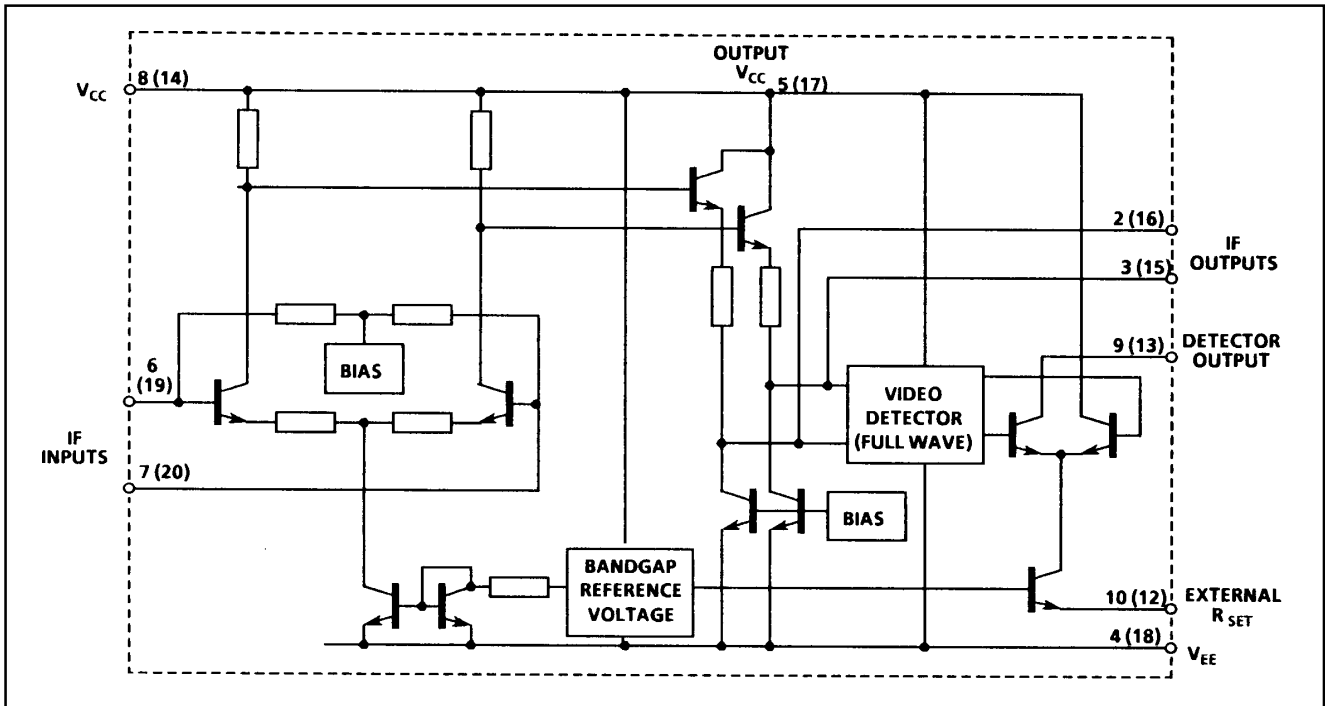 OUTPUT
VCC
8 (14)
VCC
5 (17)
2 (16)
IF
OUTPUTS
3 (15)
9 (13)
DETECTOR
OUTPUT
6
(19)
BIAS
VIDEO
DETECTOR
(FULL WAVE)
IF
INPUTS
7 (20)
BIAS
BANDGAP
REFERENCE
VOLTAGE
10 (12)
EXTERNAL
R SET
4 (18)
VEE